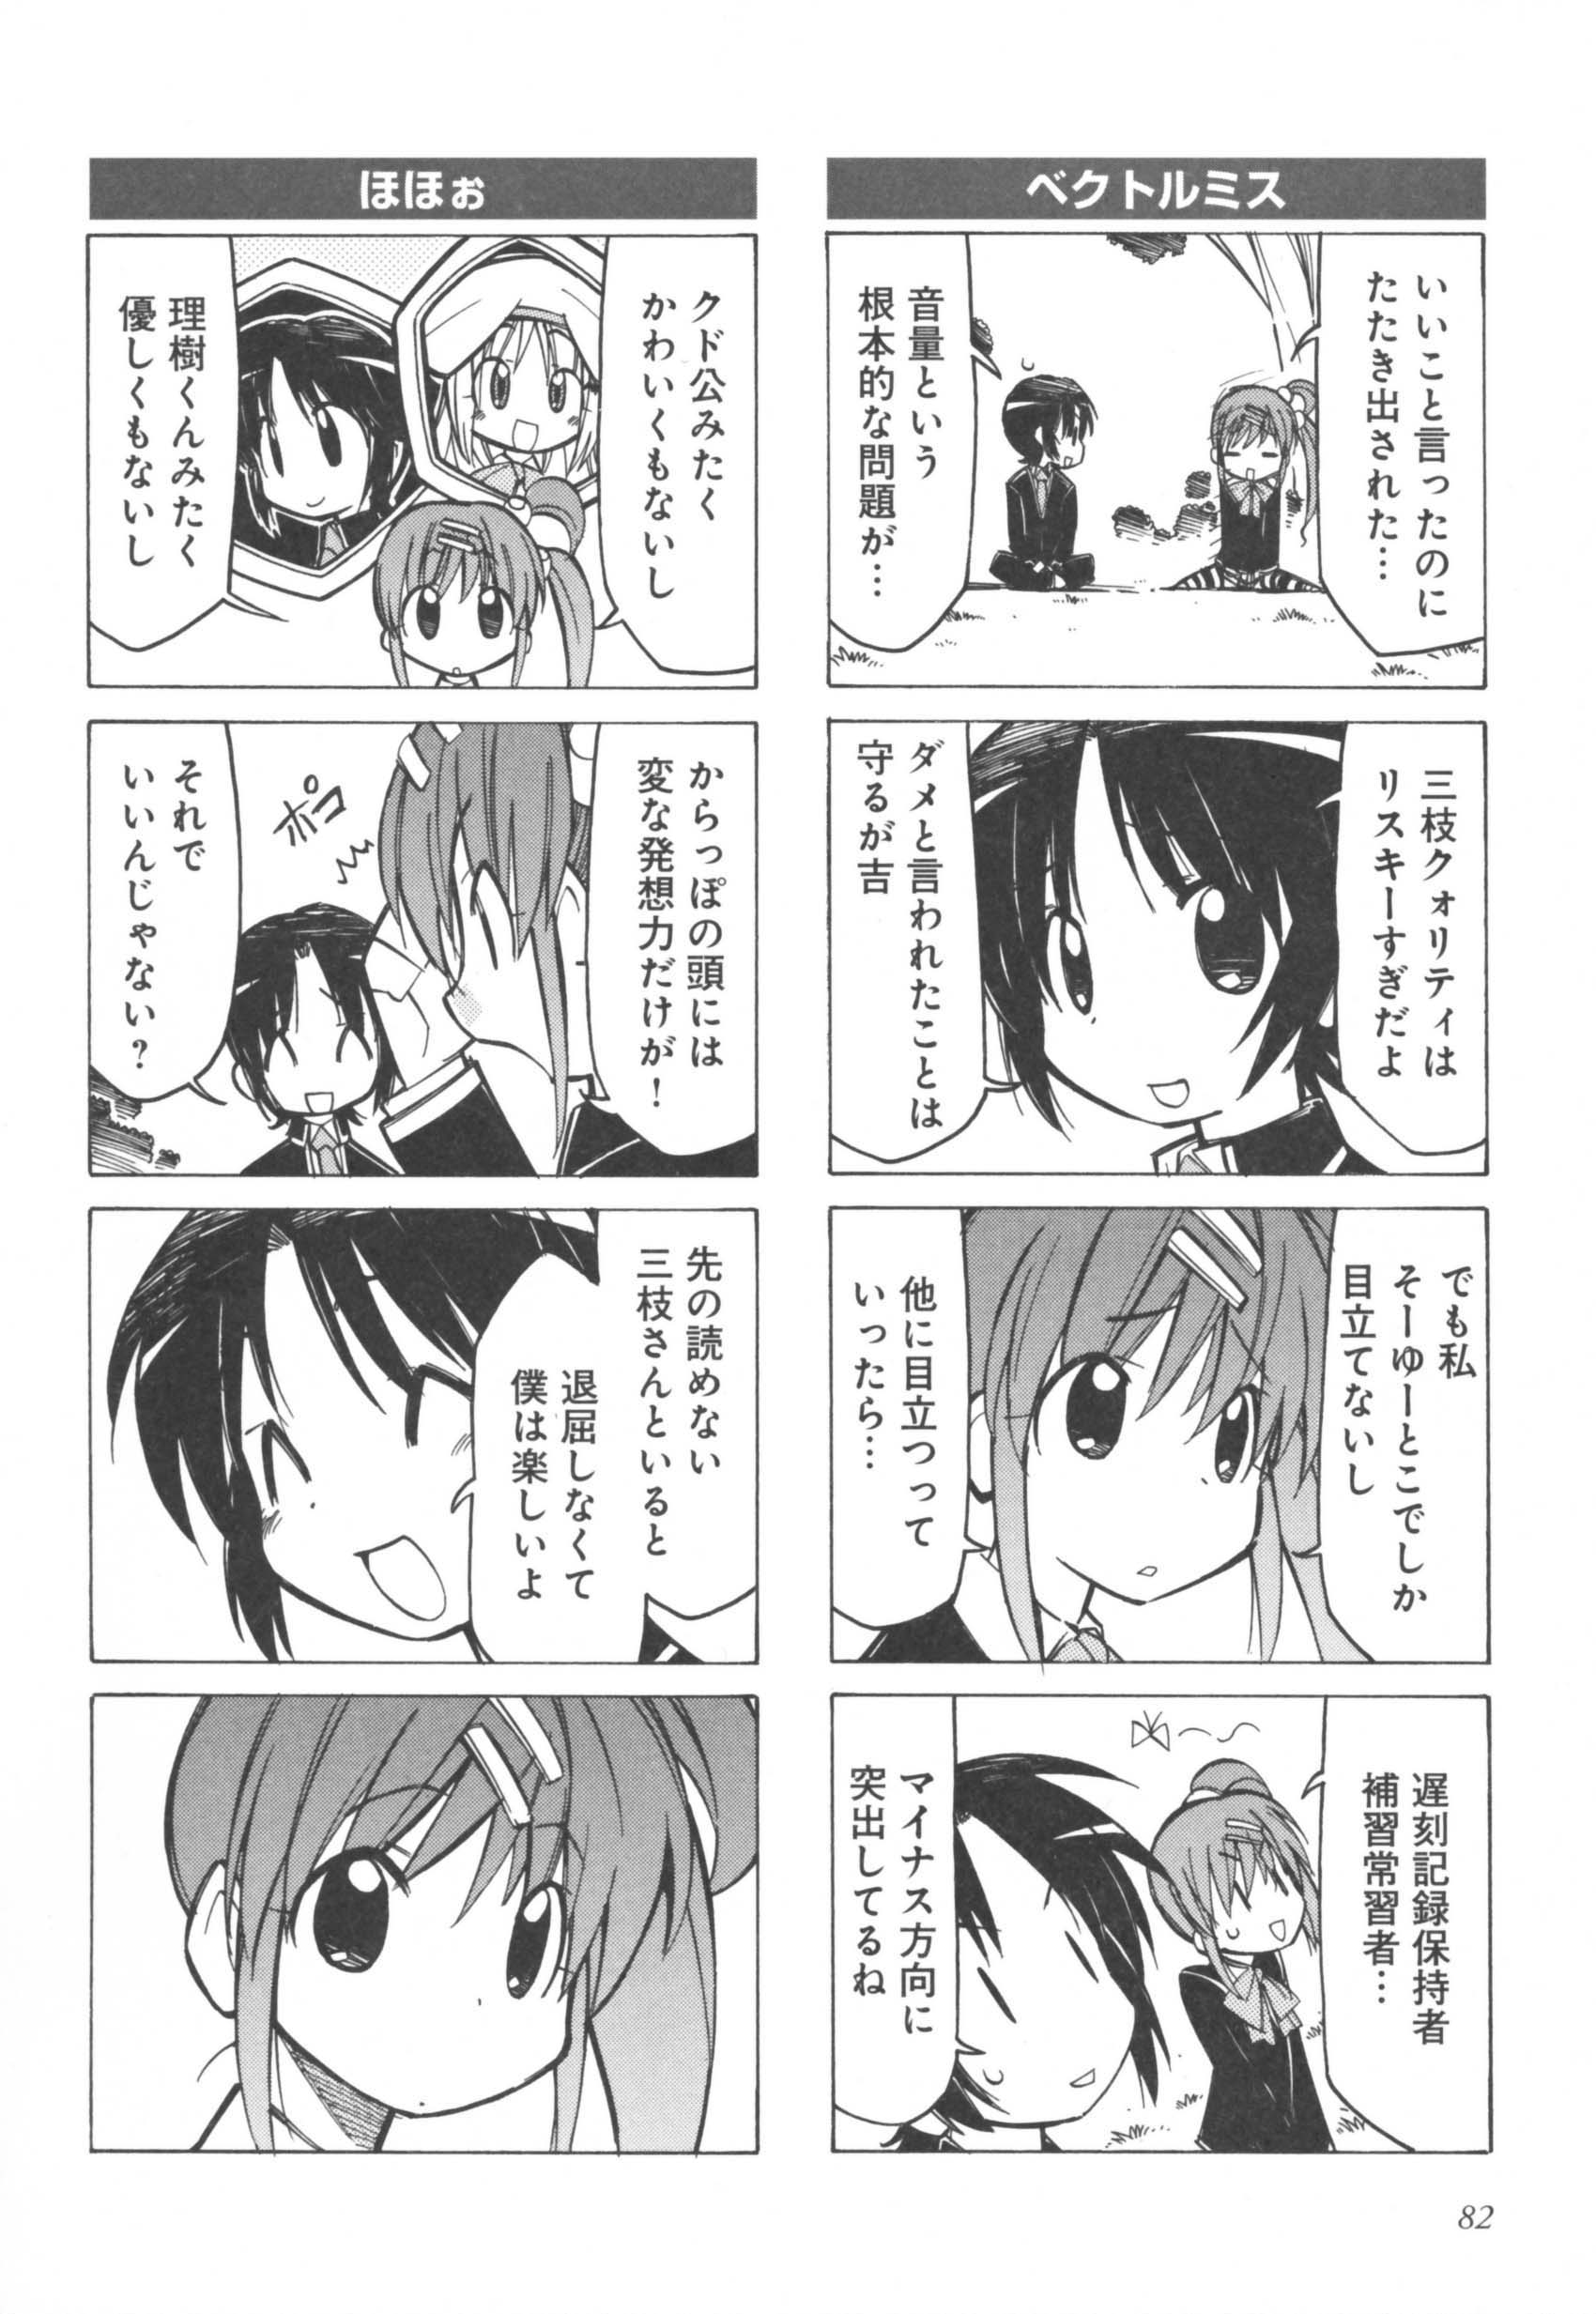 ベクトルミス
いいこと言ったのに
たたき出された…
音量という
根本的な問題が…
三枝クォリティは
リスキーすぎだよ
ダメと言われたことは
守るが吉
でも私
そーゆーとこでしか
目立てないし
他に目立つって
いったら…
遅刻記録保持者
補習常習者…
マイナス方向に
突出してるね
ほほぉ
クド公みたく
かわいくもないし
理樹くんみたく
優しくもないし
からっぽの頭には
変な発想力だけが!
ポコ
それで
いいんじゃない?
先の読めない
三枝さんといると
退屈しなくて
僕は楽しいよ
82